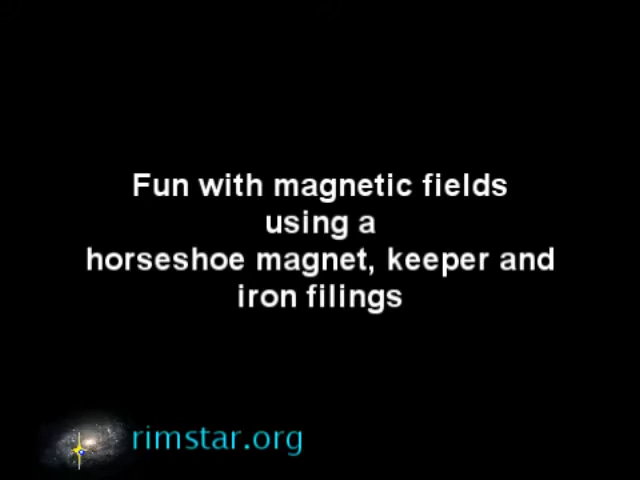 Fun with magnetic fields
using a
horseshoe magnet, keeper and
iron filings
rimstar.org